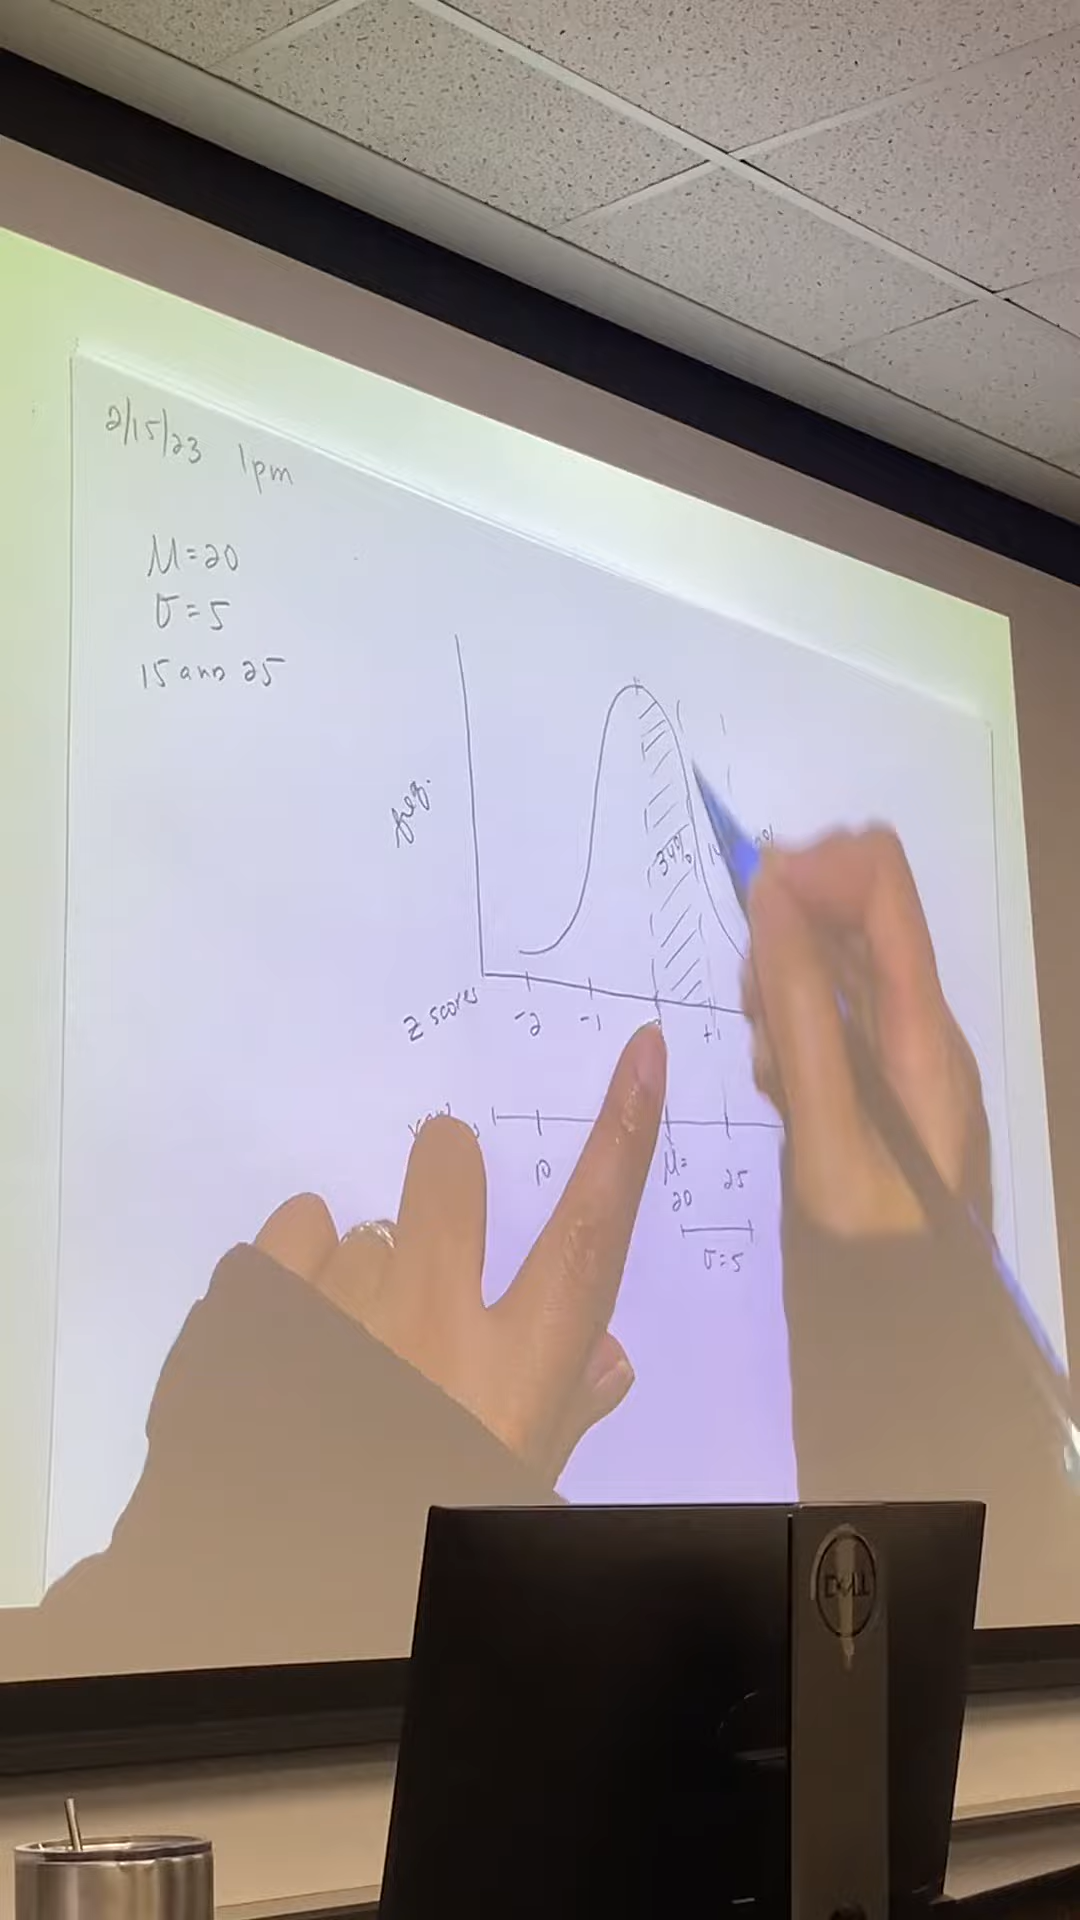 2/15/23 1pm
M=20
σ=5
15 and 25
freq.
34%
z scores
-2 -1 +1
raw
10 M= 25
20
σ=5
DELL